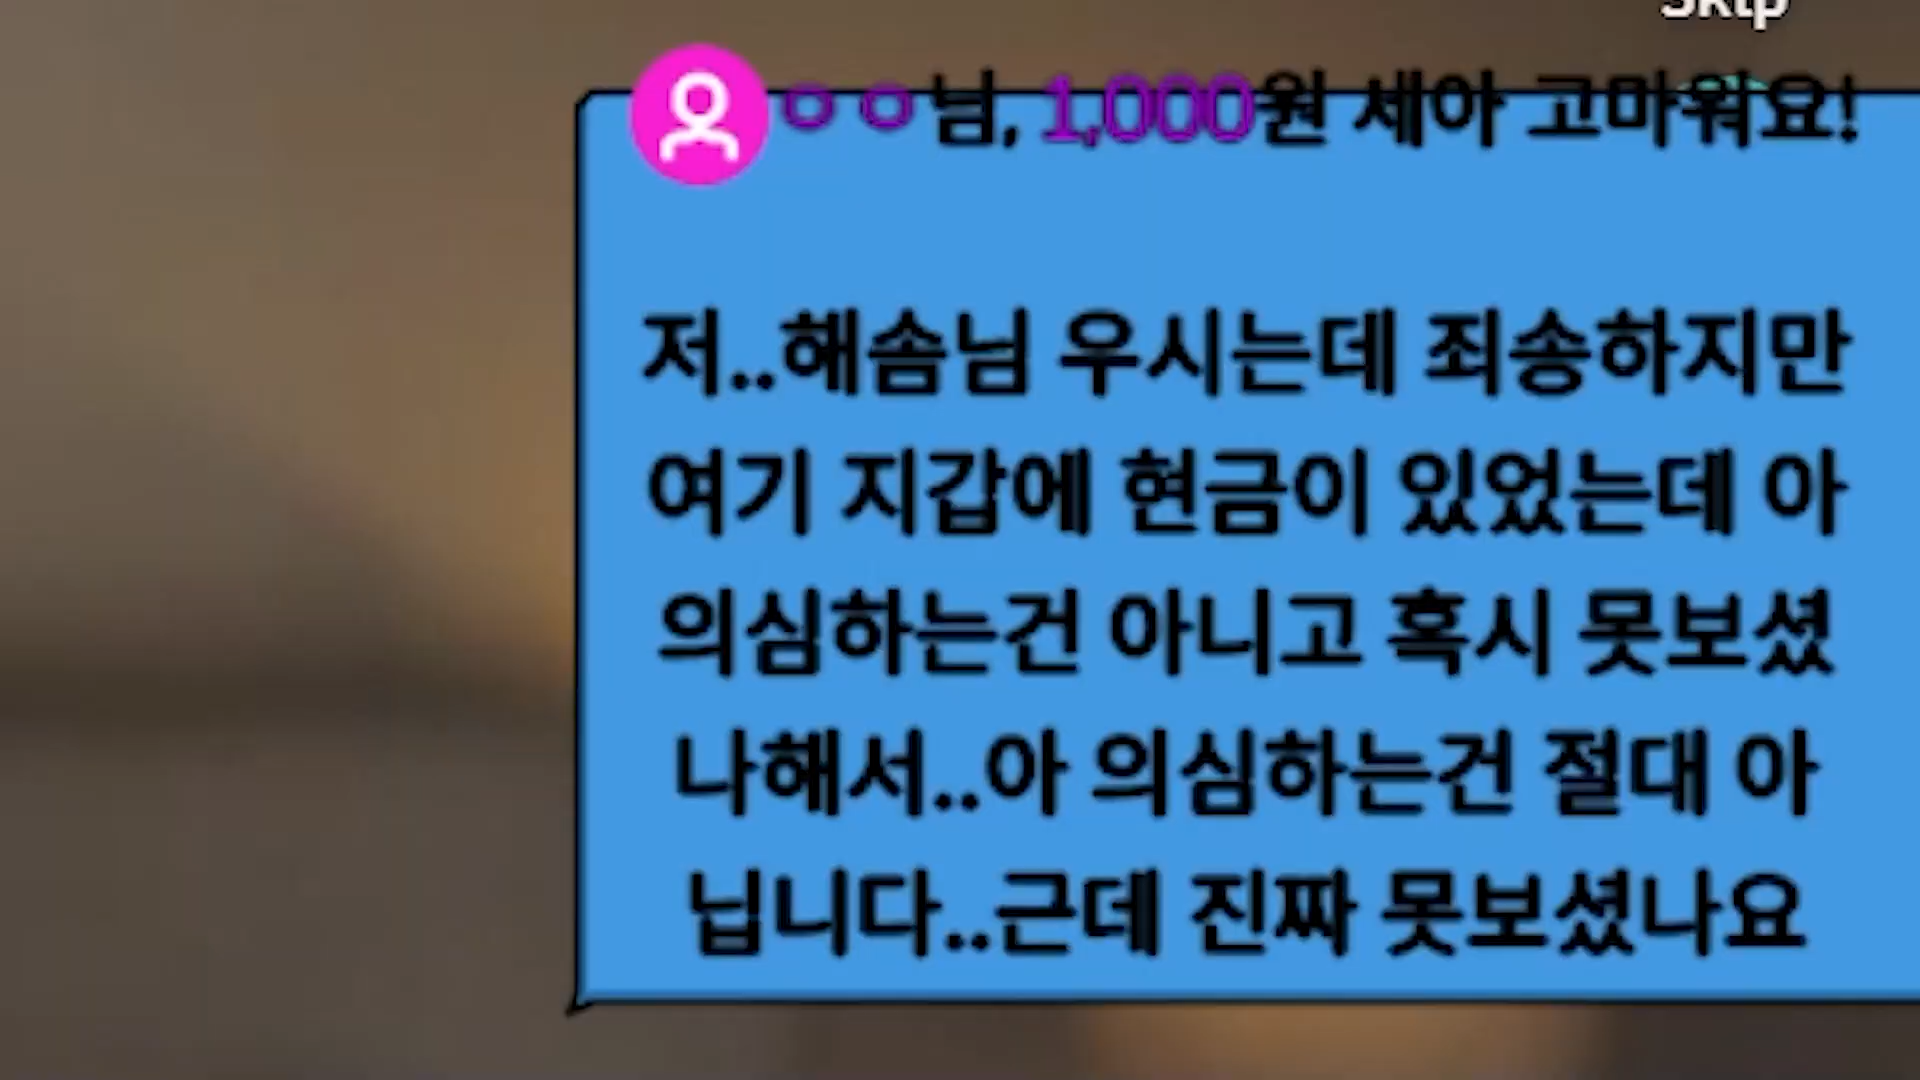 Skip
ㅇㅇ님, 1,000원 세아 고마워요!
저..해솜님 우시는데 죄송하지만
여기 지갑에 현금이 있었는데 아
의심하는건 아니고 혹시 못보셨
나해서..아 의심하는건 절대 아
닙니다..근데 진짜 못보셨나요